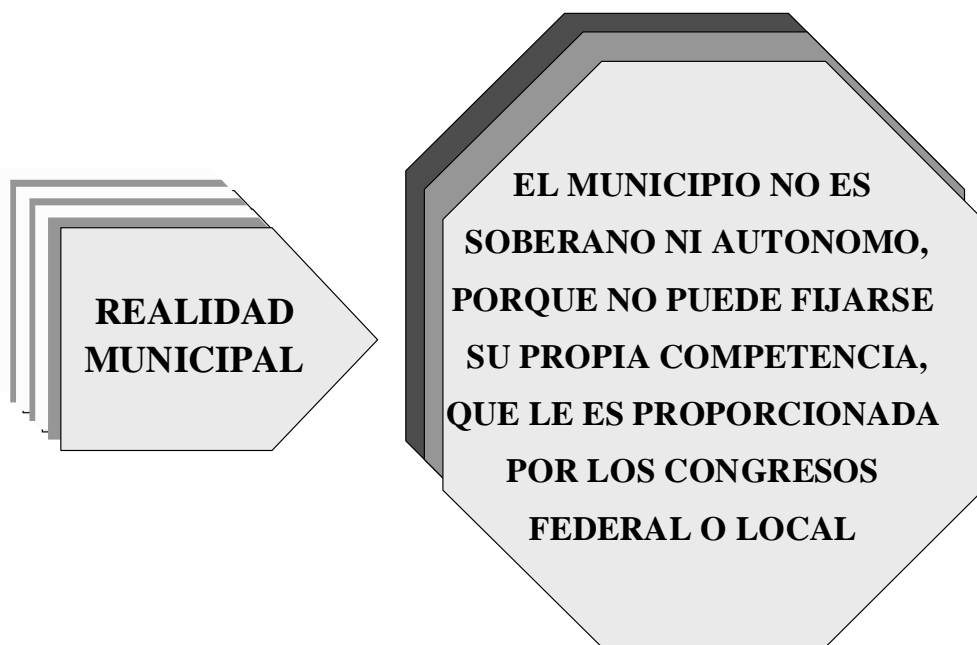 REALIDAD
MUNICIPAL
EL MUNICIPIO NO ES
SOBERANO NI AUTONOMO,
PORQUE NO PUEDE FIJARSE
SU PROPIA COMPETENCIA,
QUE LE ES PROPORCIONADA
POR LOS CONGRESOS
FEDERAL O LOCAL